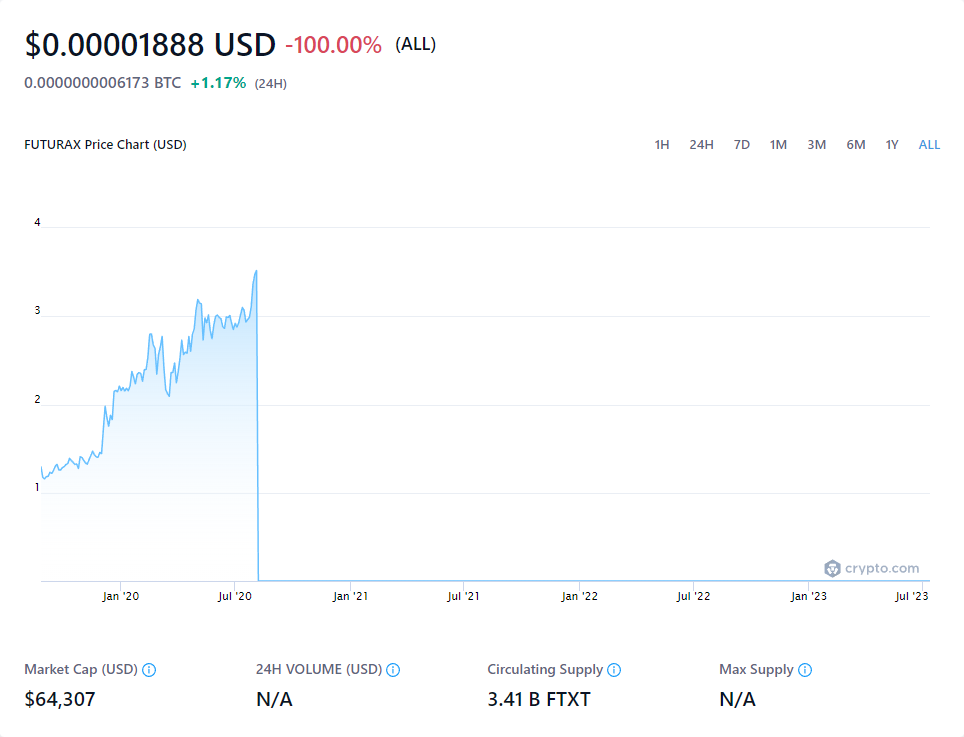 $0.00001888 USD -100.00% (ALL)
0.0000000006173 BTC +1.17% (24H)
FUTURAX Price Chart (USD) 1H 24H 7D 1M 3M 6M 1Y ALL
4
3
2
1
crypto.com
Jan '20 Jul '20 Jan '21 Jul '21 Jan '22 Jul '22 Jan '23 Jul '23
Market Cap (USD) 24H VOLUME (USD) Circulating Supply Max Supply
$64,307 N/A 3.41 B FTXT N/A